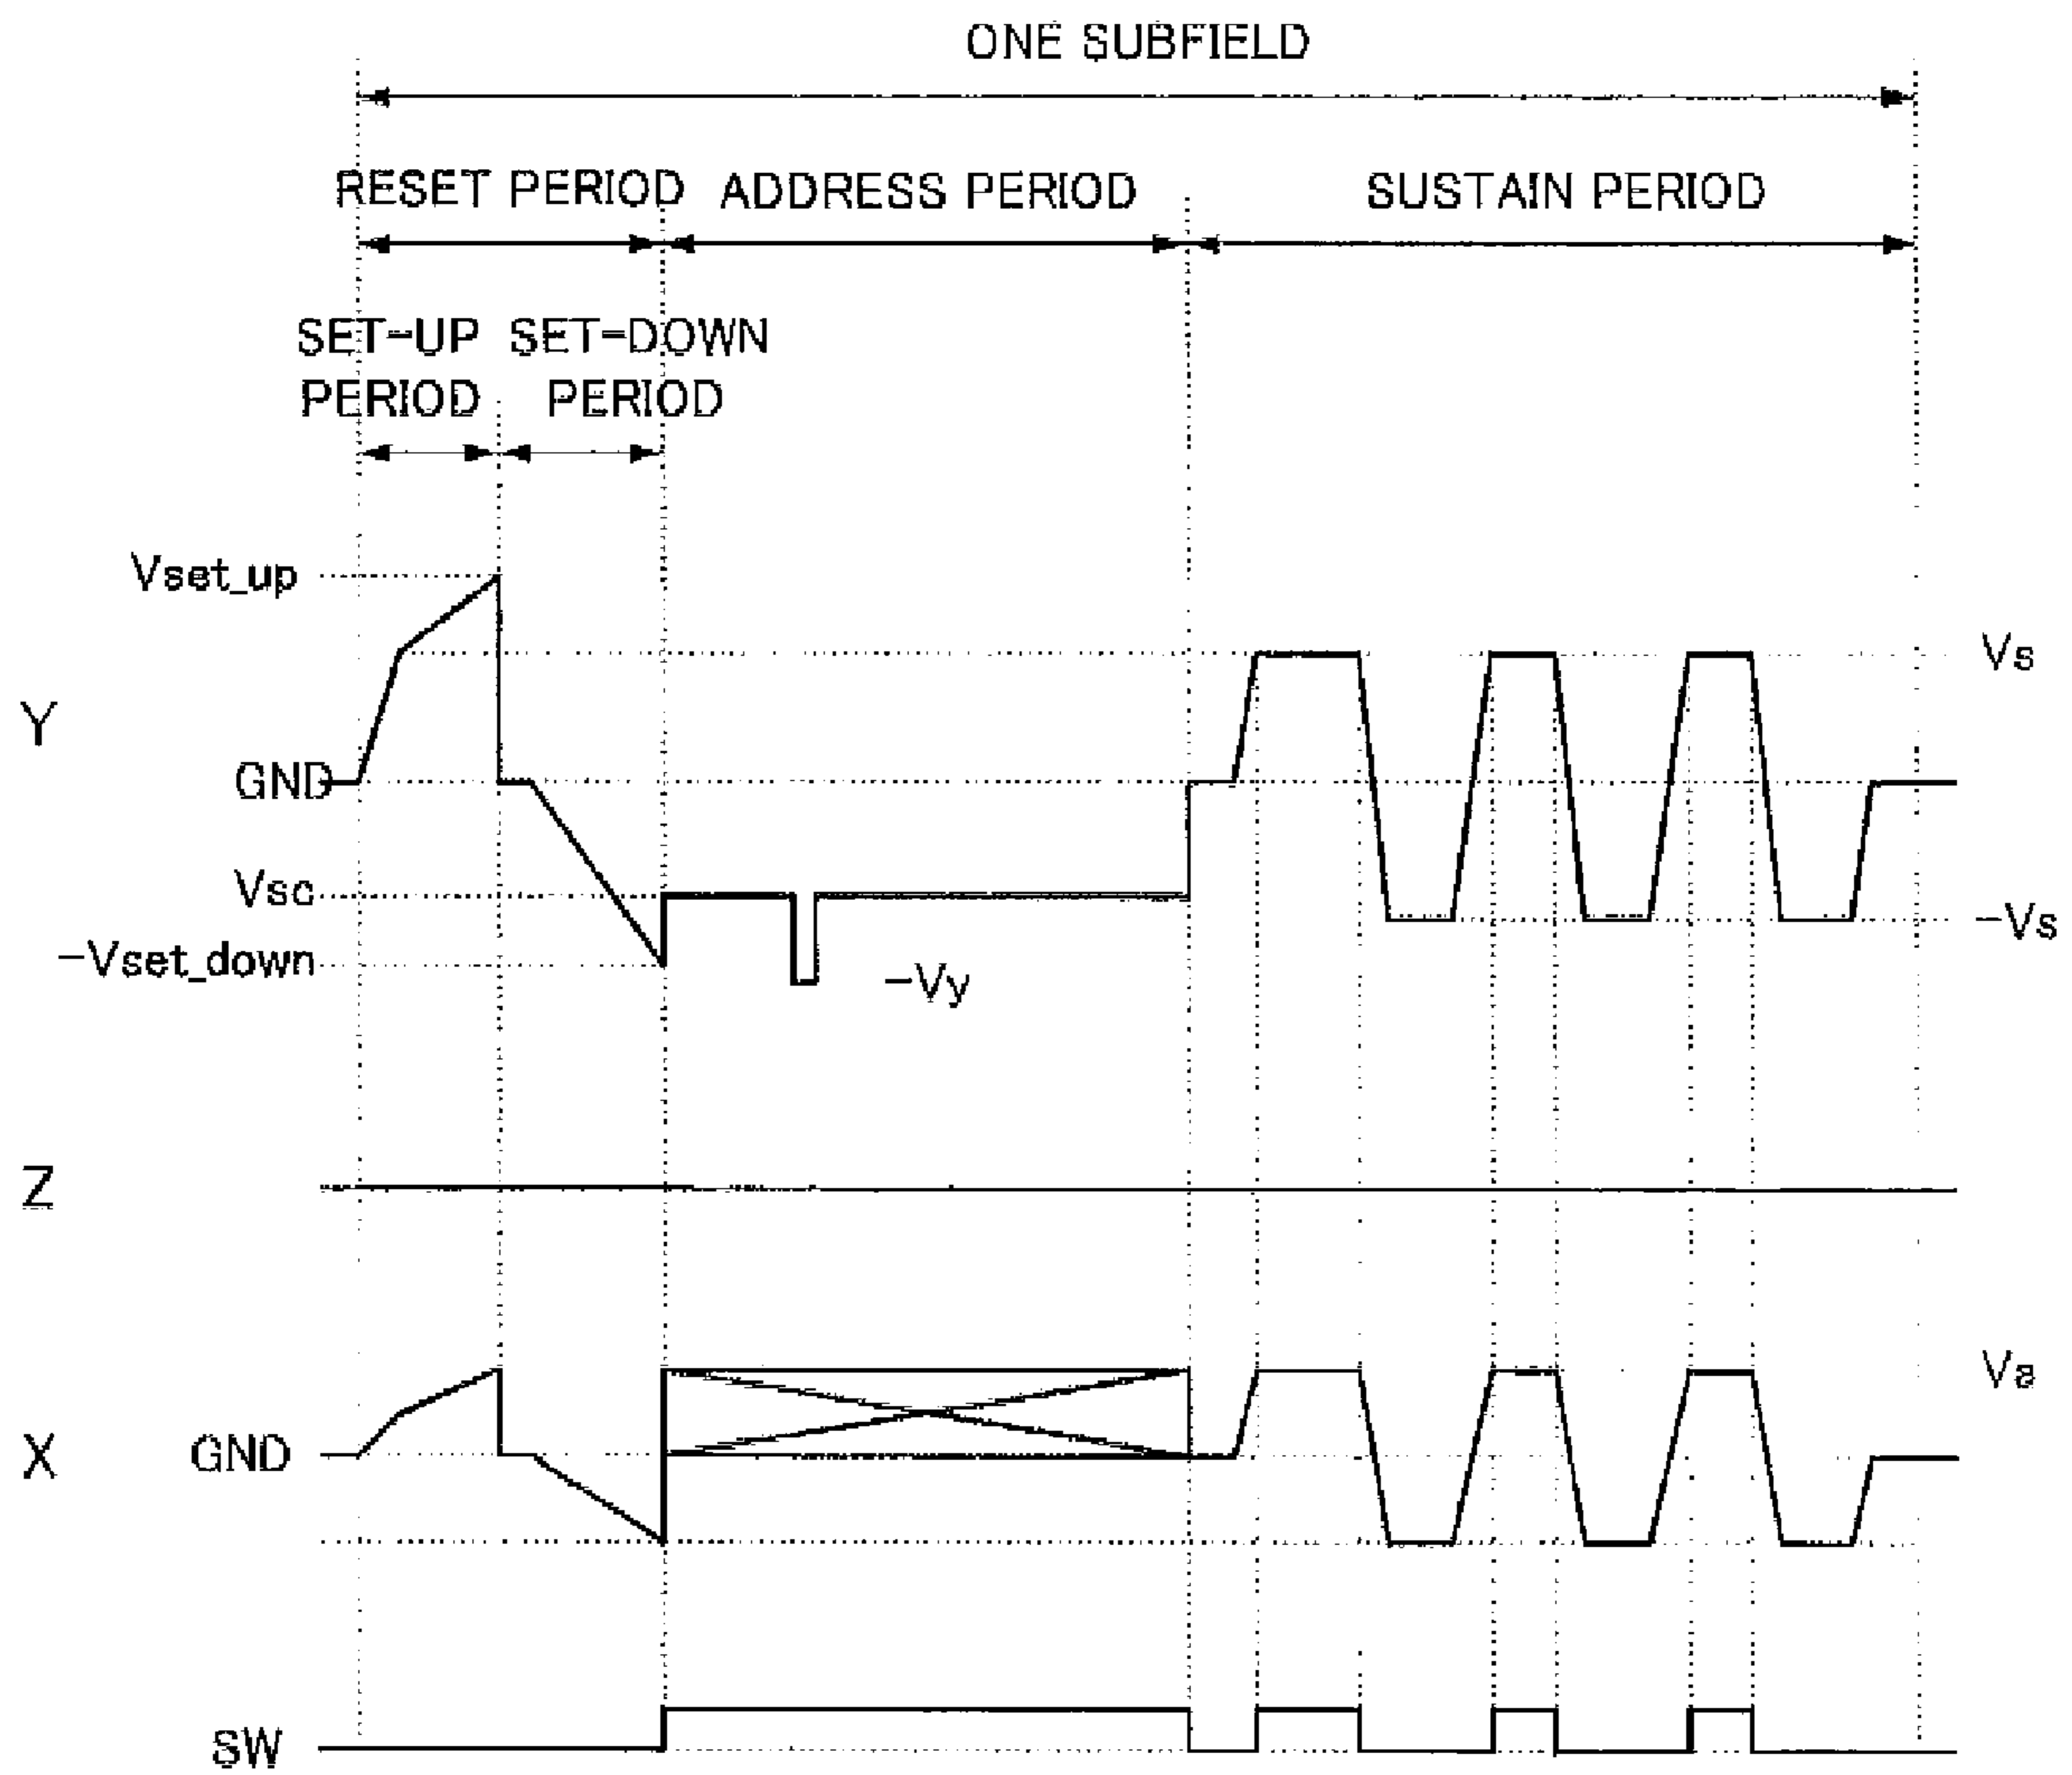 ONE SUBFIELD
RESET PERIOD ADDRESS PERIOD SUSTAIN PERIOD
SET-UP PERIOD
SET-DOWN PERIOD
Vset_up
Vs
Y
GND
Vsc
-Vs
-Vset_down
-Vy
Z
Va
X
GND
SW